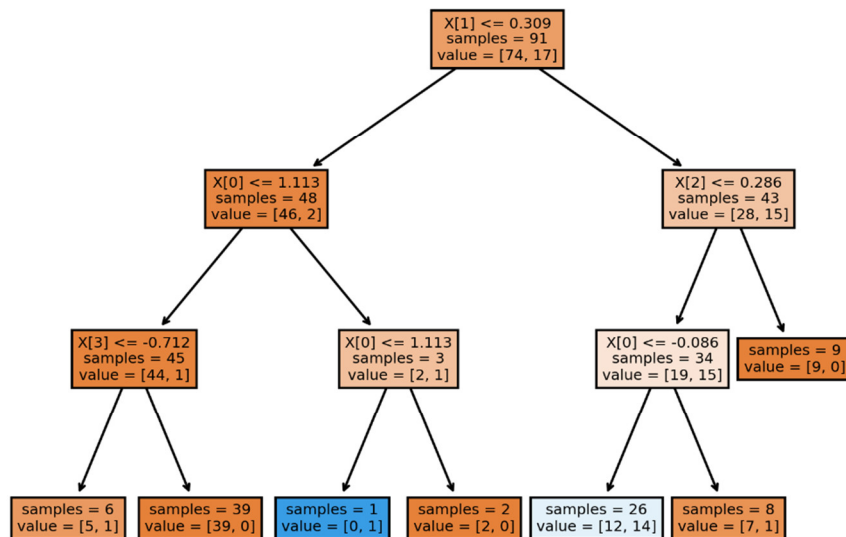 X[1] <= 0.309
samples = 91
value = [74, 17]
X[0] <= 1.113
samples = 48
value = [46, 2]
X[2] <= 0.286
samples = 43
value = [28, 15]
X[3] <= -0.712
samples = 45
value = [44, 1]
X[0] <= 1.113
samples = 3
value = [2, 1]
X[0] <= -0.086
samples = 34
value = [19, 15]
samples = 9
value = [9, 0]
samples = 6
value = [5, 1]
samples = 39
value = [39, 0]
samples = 1
value = [0, 1]
samples = 2
value = [2, 0]
samples = 26
value = [12, 14]
samples = 8
value = [7, 1]